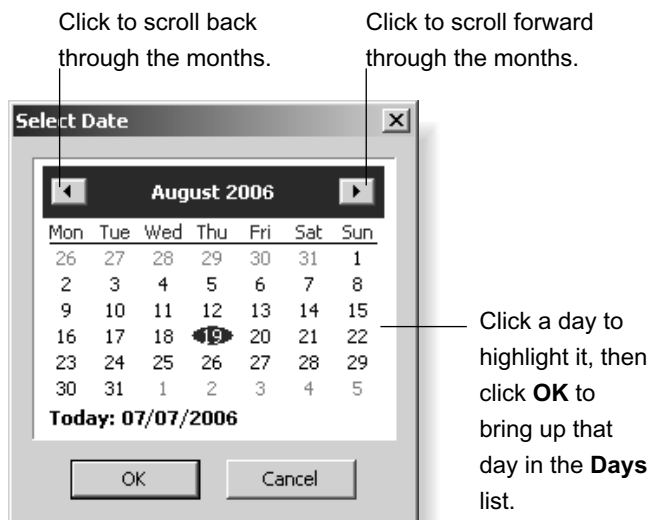 Click to scroll back
through the months.
Click to scroll forward
through the months.
Select Date
August 2006
Mon Tue Wed Thu Fri Sat Sun
26 27 28 29 30 31 1
2 3 4 5 6 7 8
9 10 11 12 13 14 15
16 17 18 19 20 21 22
23 24 25 26 27 28 29
30 31 1 2 3 4 5
Today: 07/07/2006
OK Cancel
Click a day to
highlight it, then
click OK to
bring up that
day in the Days
list.